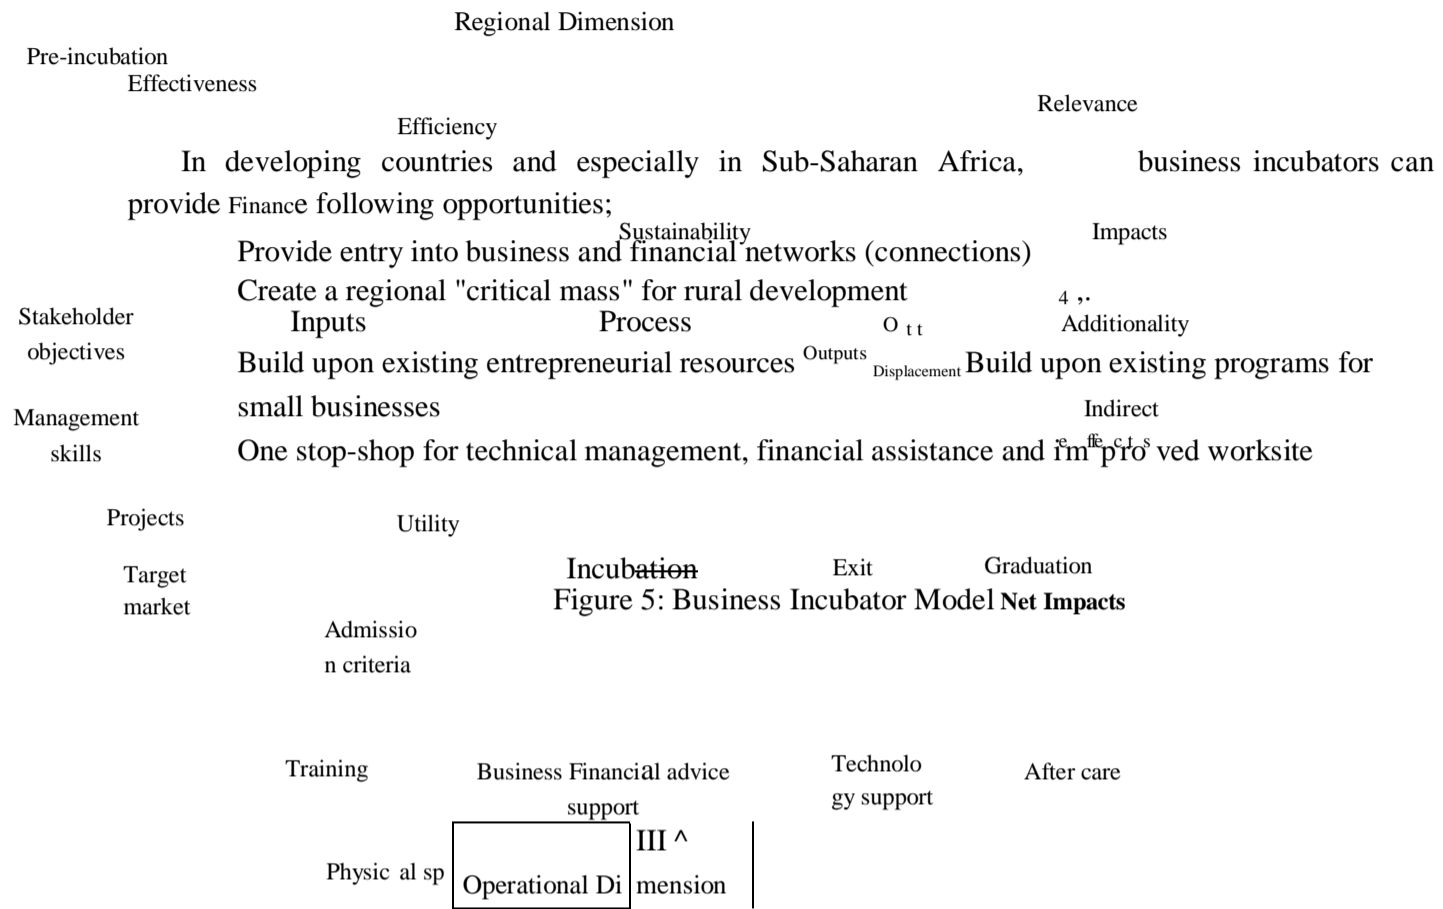 Regional Dimension
Pre-incubation
Effectiveness
Relevance
Efficiency
In developing countries and especially in Sub-Saharan Africa, business incubators can
provide Finance following opportunities;
Sustainability Impacts
Provide entry into business and financial networks (connections)
Create a regional "critical mass" for rural development
4 ,.
Stakeholder Inputs Process O t t Additionality
objectives Build upon existing entrepreneurial resources Outputs Displacement Build upon existing programs for
small businesses Indirect
Management
skills One stop-shop for technical management, financial assistance and improved worksite
effects
Projects Utility
Incubation Exit Graduation
Target
market Figure 5: Business Incubator Model Net Impacts
Admissio
n criteria
Training Business Financial advice Technolo After care
support gy support
III ^
Physic al sp Operational Di mension